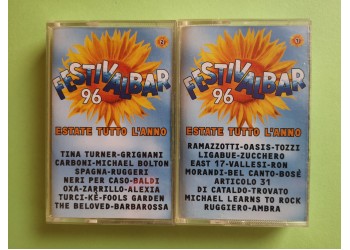 FESTIVALBAR
96
ESTATE TUTTO L'ANNO
TINA TURNER-GRIGNANI
CARBONI-MICHAEL BOLTON
SPAGNA-RUGGERI
NERI PER CASO-BALDI
OXA-ZARRILLO-ALEXIA
TURCI-KÈ-FOOLS GARDEN
THE BELOVED-BARBAROSSA
FESTIVALBAR
96
ESTATE TUTTO L'ANNO
RAMAZZOTTI-OASIS-TOZZI
LIGABUE-ZUCCHERO
EAST 17-VALLESI-RON
MORANDI-BEL CANTO-BOSÉ
ARTICOLO 31
DI CATALDO-TROVATO
MICHAEL LEARNS TO ROCK
RUGGIERO-AMBRA